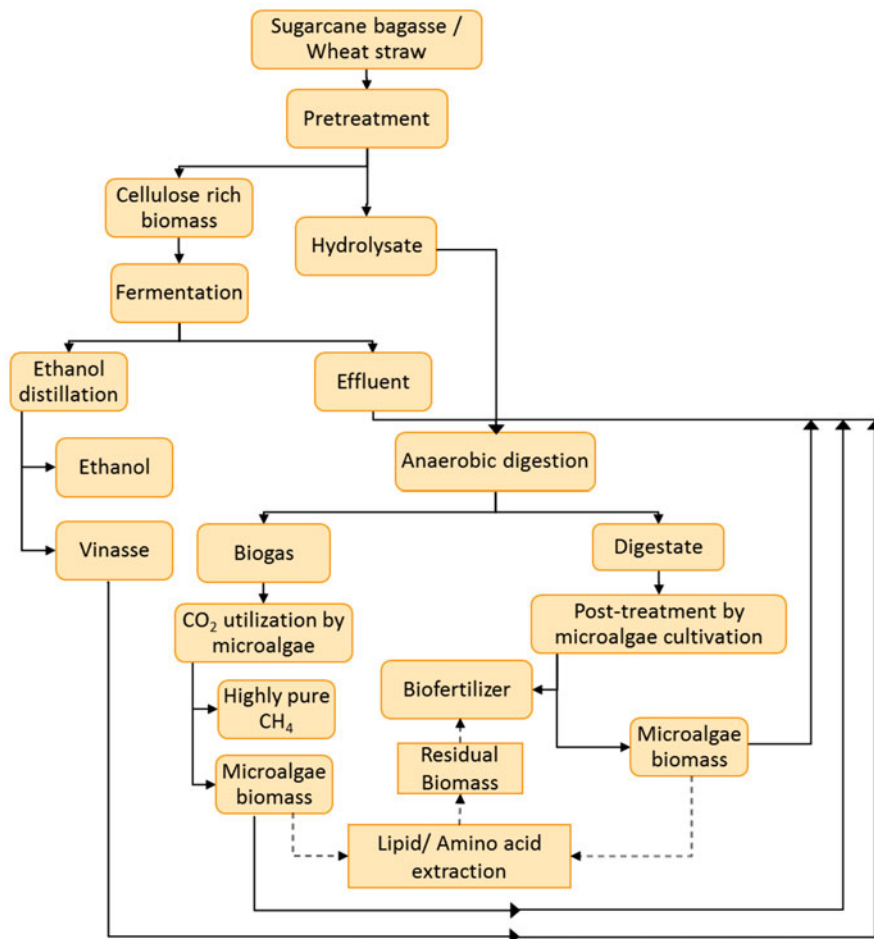 Sugarcane bagasse /
Wheat straw
Pretreatment
Cellulose rich
biomass
Hydrolysate
Fermentation
Ethanol
distillation
Effluent
Anaerobic digestion
Ethanol
Vinasse
Biogas
Digestate
CO₂ utilization by
microalgae
Post-treatment by
microalgae cultivation
Highly pure
CH₄
Biofertilizer
Microalgae
biomass
Residual
Biomass
Microalgae
biomass
Lipid/ Amino acid
extraction